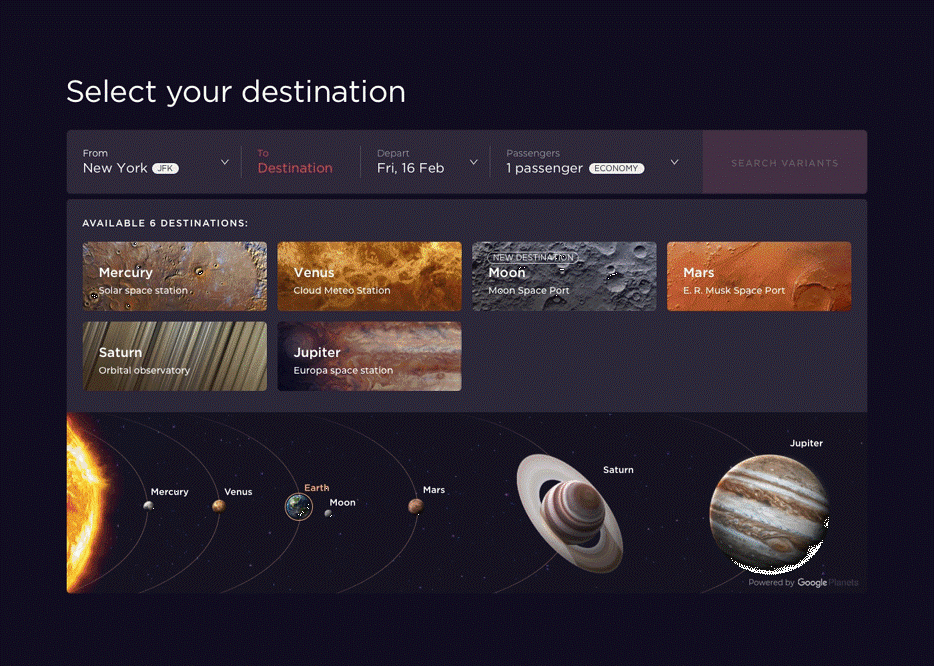 Select your destination
From
New York JFK
To
Destination
Depart
Fri, 16 Feb
Passengers
1 passenger ECONOMY
SEARCH VARIANTS
AVAILABLE 6 DESTINATIONS:
Mercury
Solar space station
Venus
Cloud Meteo Station
NEW DESTINATION
Moon
Moon Space Port
Mars
E. R. Musk Space Port
Saturn
Orbital observatory
Jupiter
Europa space station
Mercury
Venus
Earth
Moon
Mars
Saturn
Jupiter
Powered by Google Planets